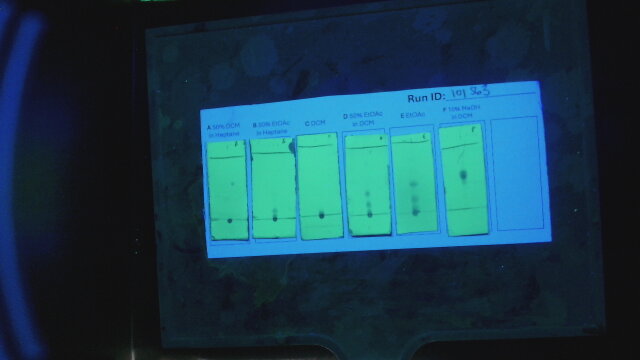 Run ID: 101563
A 50% DCM
in Heptane
B 50% EtOAc
in Heptane
C DCM
D 50% EtOAc
in DCM
E EtOAc
F 10% MeOH
in DCM